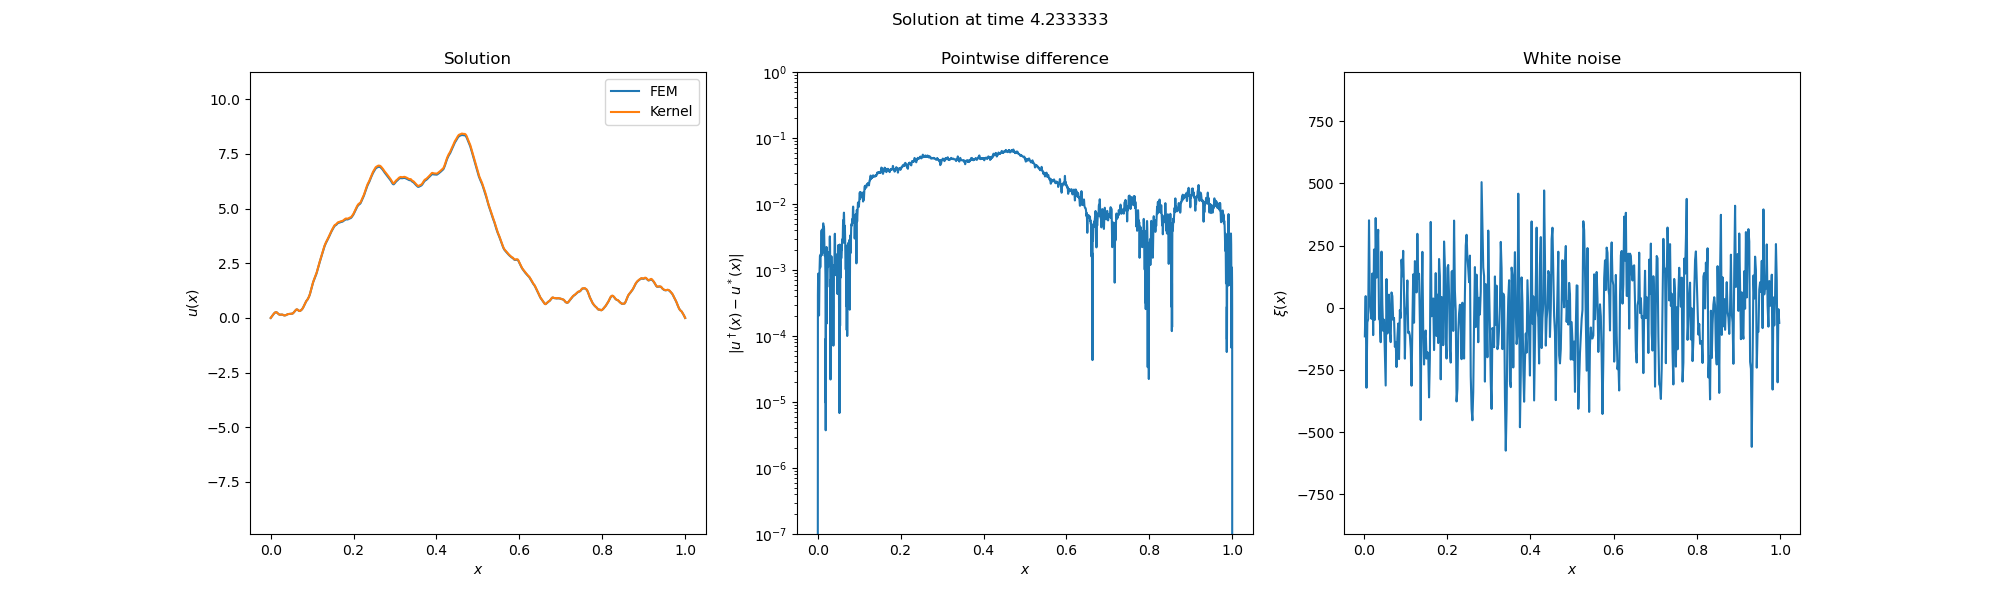 Solution at time 4.233333
Solution
10.0
7.5
5.0
2.5
0.0
−2.5
−5.0
−7.5
u(x)
FEM
Kernel
0.0 0.2 0.4 0.6 0.8 1.0
x
Pointwise difference
10⁰
10⁻¹
10⁻²
10⁻³
10⁻⁴
10⁻⁵
10⁻⁶
10⁻⁷
|u†(x) − u*(x)|
0.0 0.2 0.4 0.6 0.8 1.0
x
White noise
750
500
250
0
−250
−500
−750
ξ(x)
0.0 0.2 0.4 0.6 0.8 1.0
x